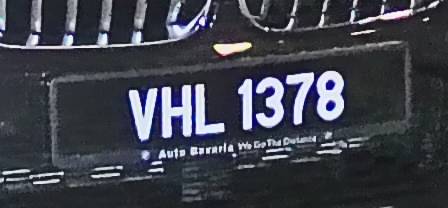 VHL 1378
Auto Bavaria We Go The Distance